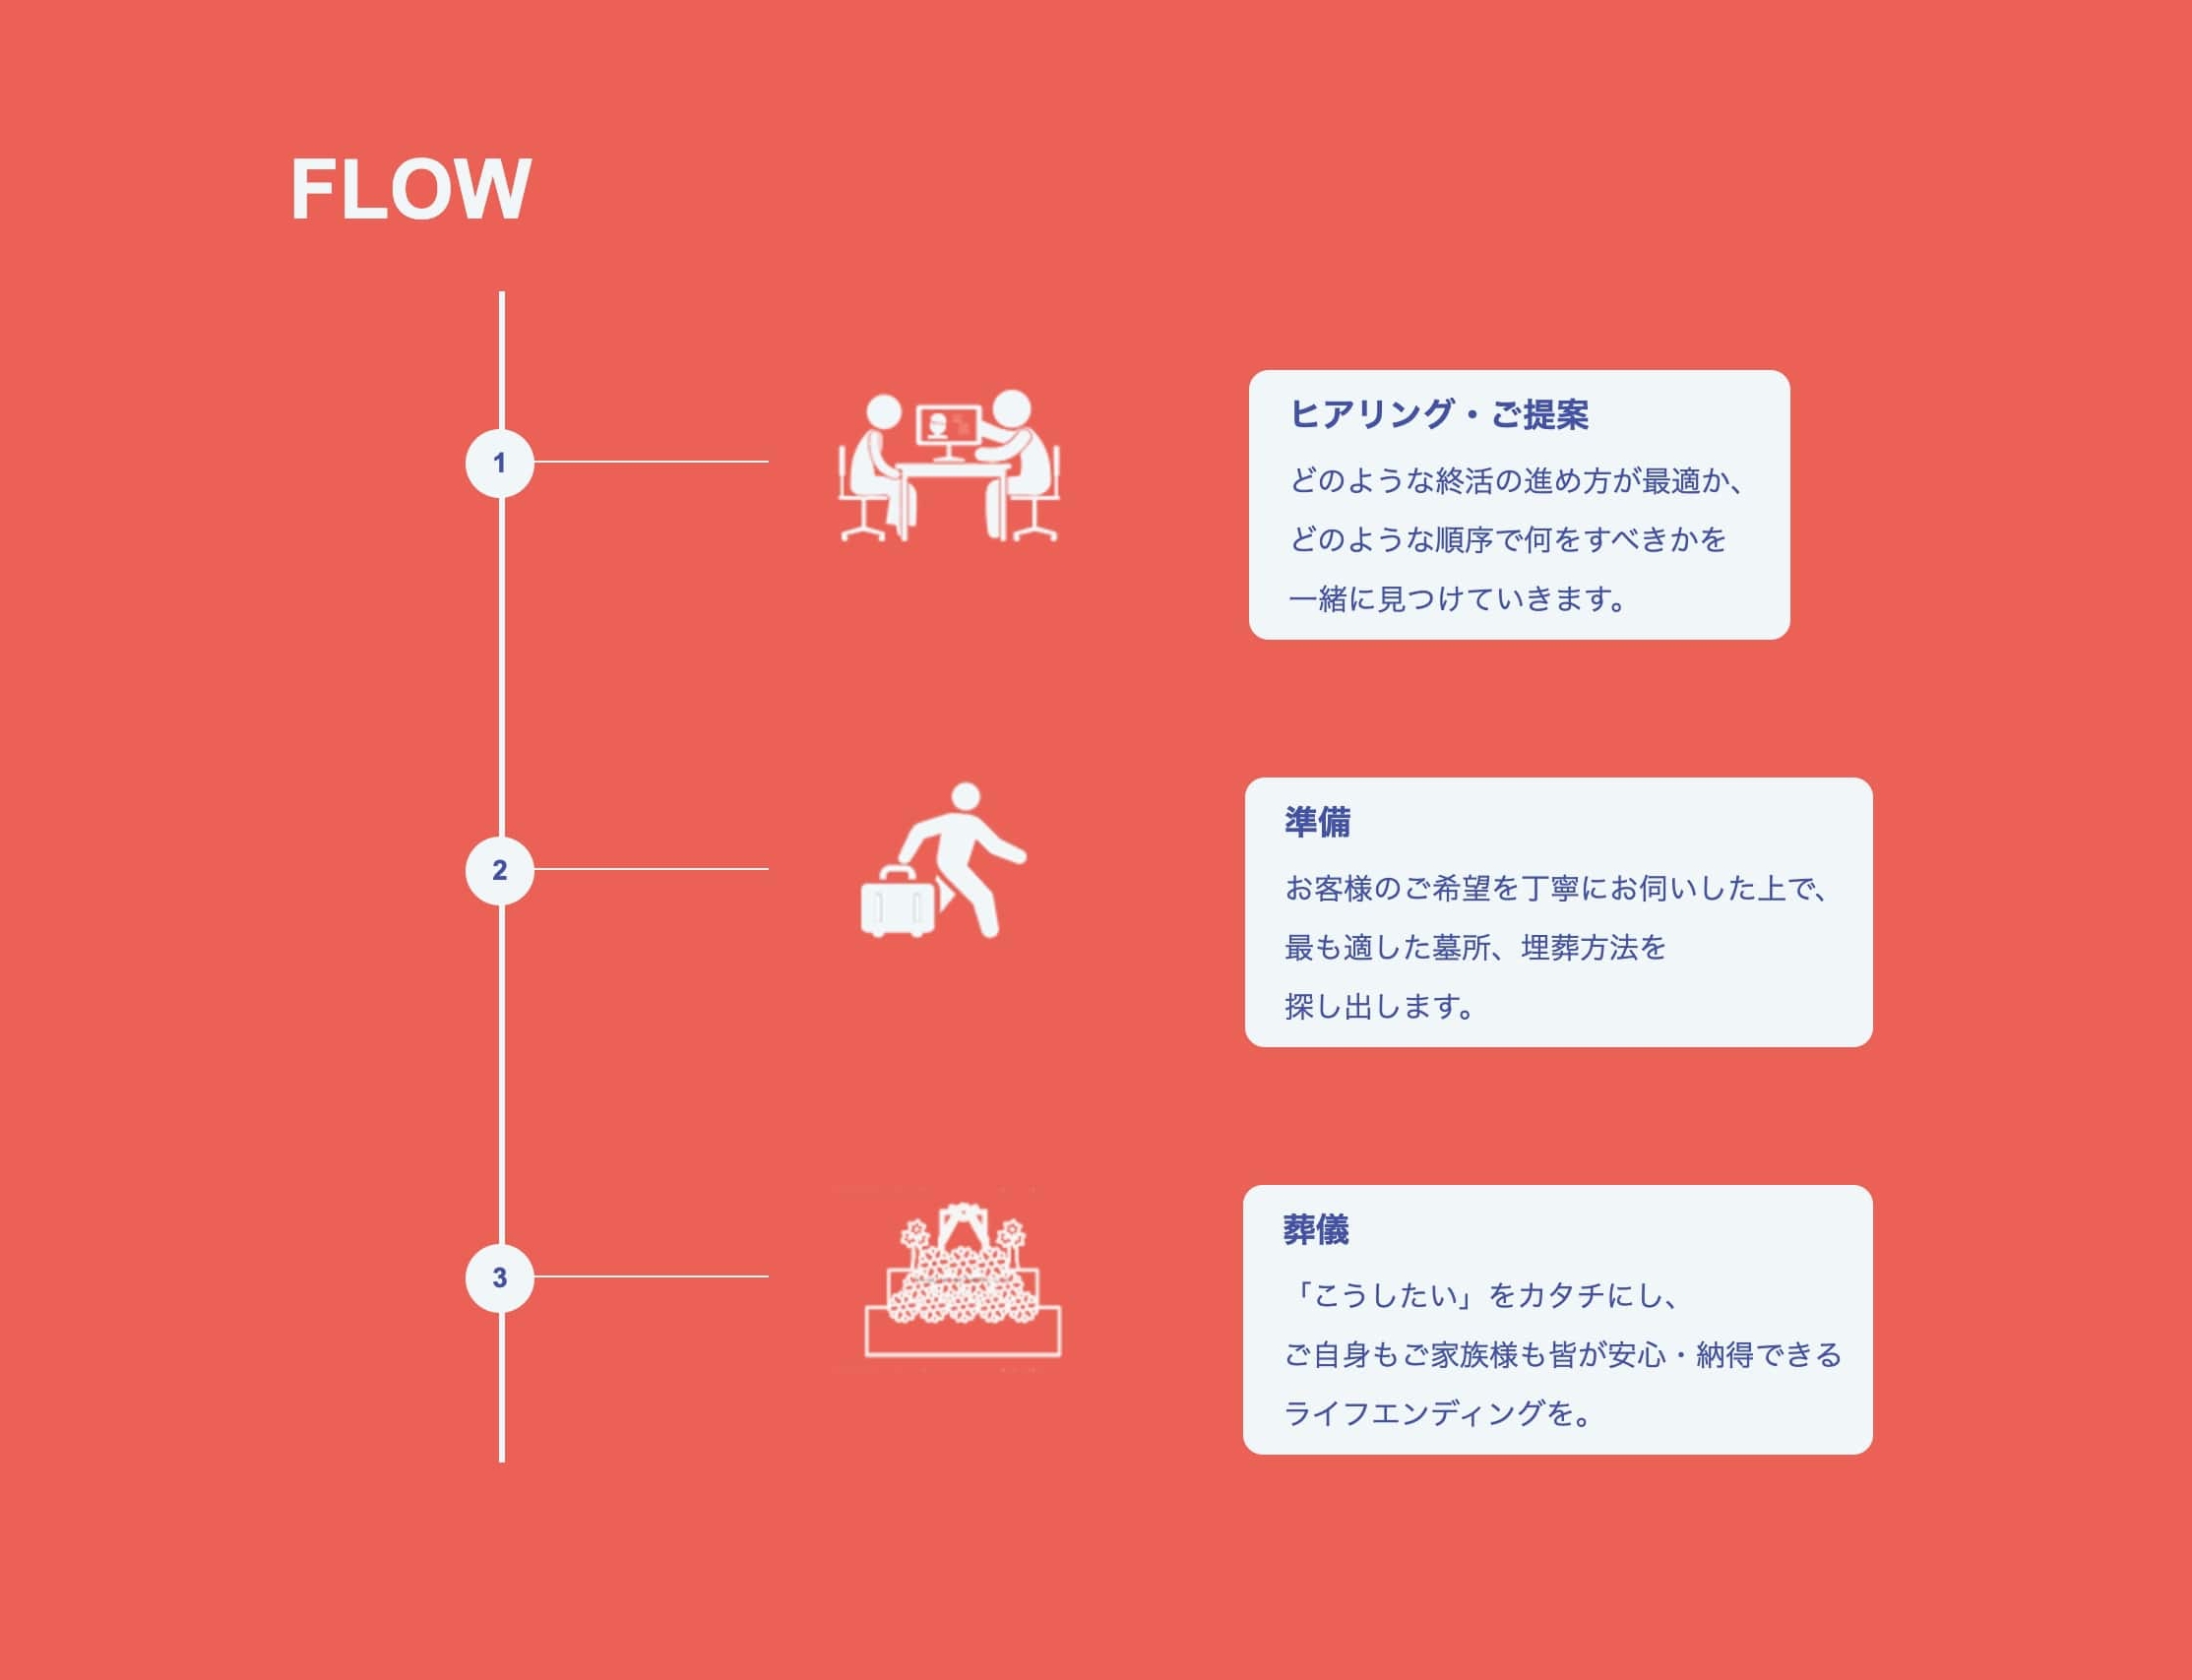 FLOW
1
ヒアリング・ご提案
どのような終活の進め方が最適か、
どのような順序で何をすべきかを
一緒に見つけていきます。
2
準備
お客様のご希望を丁寧にお伺いした上で、
最も適した墓所、埋葬方法を
探し出します。
3
葬儀
「こうしたい」をカタチにし、
ご自身もご家族様も皆が安心・納得できる
ライフエンディングを。